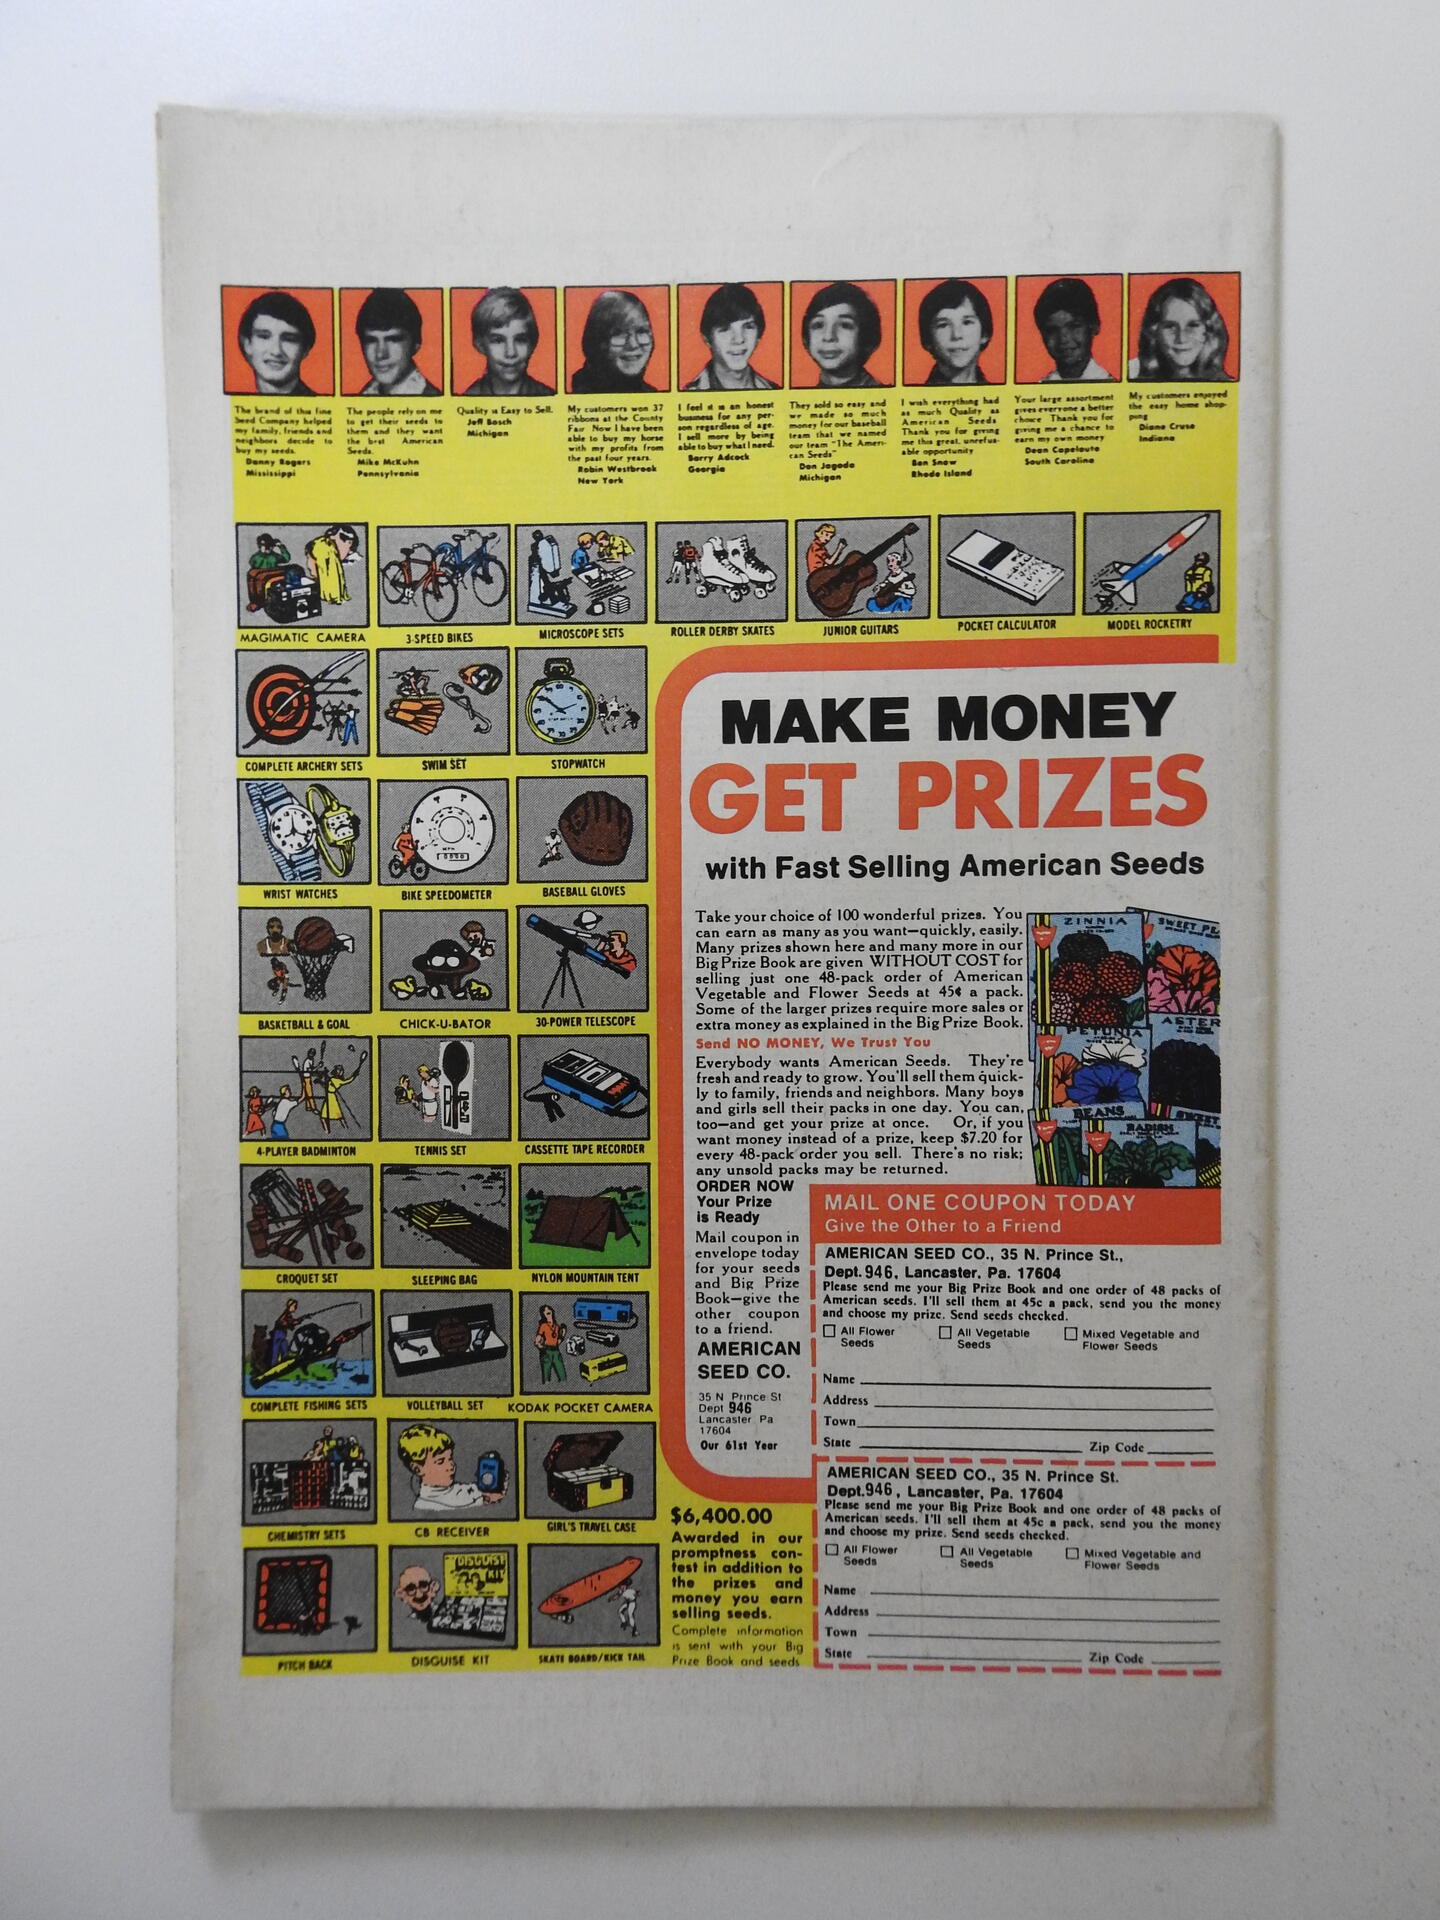 The brand of this fine
Seed Company helped
my family, friends and
neighbors decide to
buy my seeds.
Danny Rogers
Mississippi
The people rely on me
to get their seeds to
them and they want
the best American
Seeds.
Mike McKuhn
Pennsylvania
Quality is Easy to Sell.
Jeff Bosch
Michigan
My customers won 37
ribbons at the County
Fair Now I have been
able to buy my horse
with my profits from
the past four years.
Robin Westbrook
New York
I feel it is an honest
business for any per-
son regardless of age.
I sell more by being
able to buy what I need.
Barry Adcock
Georgia
They sold so easy and
we made so much
money for our baseball
team that we named
our team "The Ameri-
can Seeds"
Don Jagoda
Michigan
I wish everything had
as much Quality as
American Seeds
Thank you for giving
me this great, unrefus-
able opportunity
Ben Snow
Rhode Island
Your large assortment
gives everyone a better
choice Thank you for
giving me a chance to
earn my own money
Dean Capelouto
South Carolina
My customers enjoyed
the easy home shop-
ping
Diane Cruse
Indiana
MAGIMATIC CAMERA
3-SPEED BIKES
MICROSCOPE SETS
ROLLER DERBY SKATES
JUNIOR GUITARS
POCKET CALCULATOR
MODEL ROCKETRY
COMPLETE ARCHERY SETS
SWIM SET
STOPWATCH
WRIST WATCHES
BIKE SPEEDOMETER
BASEBALL GLOVES
BASKETBALL & GOAL
CHICK-U-BATOR
30-POWER TELESCOPE
4-PLAYER BADMINTON
TENNIS SET
CASSETTE TAPE RECORDER
CROQUET SET
SLEEPING BAG
NYLON MOUNTAIN TENT
COMPLETE FISHING SETS
VOLLEYBALL SET
KODAK POCKET CAMERA
CHEMISTRY SETS
CB RECEIVER
GIRL'S TRAVEL CASE
DISGUISE KIT
PITCH BACK
DISGUISE KIT
SKATE BOARD/KICK TAIL
MAKE MONEY
GET PRIZES
with Fast Selling American Seeds
Take your choice of 100 wonderful prizes. You
can earn as many as you want—quickly, easily.
Many prizes shown here and many more in our
Big Prize Book are given WITHOUT COST for
selling just one 48-pack order of American
Vegetable and Flower Seeds at 45¢ a pack.
Some of the larger prizes require more sales or
extra money as explained in the Big Prize Book.
Send NO MONEY, We Trust You
Everybody wants American Seeds. They're
fresh and ready to grow. You'll sell them quick-
ly to family, friends and neighbors. Many boys
and girls sell their packs in one day. You can,
too—and get your prize at once. Or, if you
want money instead of a prize, keep $7.20 for
every 48-pack order you sell. There's no risk;
any unsold packs may be returned.
ZINNIA
SWEET PE
PETUNIA
ASTER
BEANS
RADISH
SWEET
ORDER NOW
Your Prize
is Ready
Mail coupon in
envelope today
for your seeds
and Big Prize
Book—give the
other coupon
to a friend.
AMERICAN
SEED CO.
35 N Prince St
Dept 946
Lancaster Pa
17604
Our 61st Year
$6,400.00
Awarded in our
promptness con-
test in addition to
the prizes and
money you earn
selling seeds.
Complete information
is sent with your Big
Prize Book and seeds
MAIL ONE COUPON TODAY
Give the Other to a Friend
AMERICAN SEED CO., 35 N. Prince St.,
Dept. 946, Lancaster, Pa. 17604
Please send me your Big Prize Book and one order of 48 packs of
American seeds. I'll sell them at 45c a pack, send you the money
and choose my prize. Send seeds checked.
All Flower
Seeds
All Vegetable
Seeds
Mixed Vegetable and
Flower Seeds
Name
Address
Town
State Zip Code
AMERICAN SEED CO., 35 N. Prince St.
Dept. 946, Lancaster, Pa. 17604
Please send me your Big Prize Book and one order of 48 packs of
American seeds. I'll sell them at 45c a pack, send you the money
and choose my prize. Send seeds checked.
All Flower
Seeds
All Vegetable
Seeds
Mixed Vegetable and
Flower Seeds
Name
Address
Town
State Zip Code